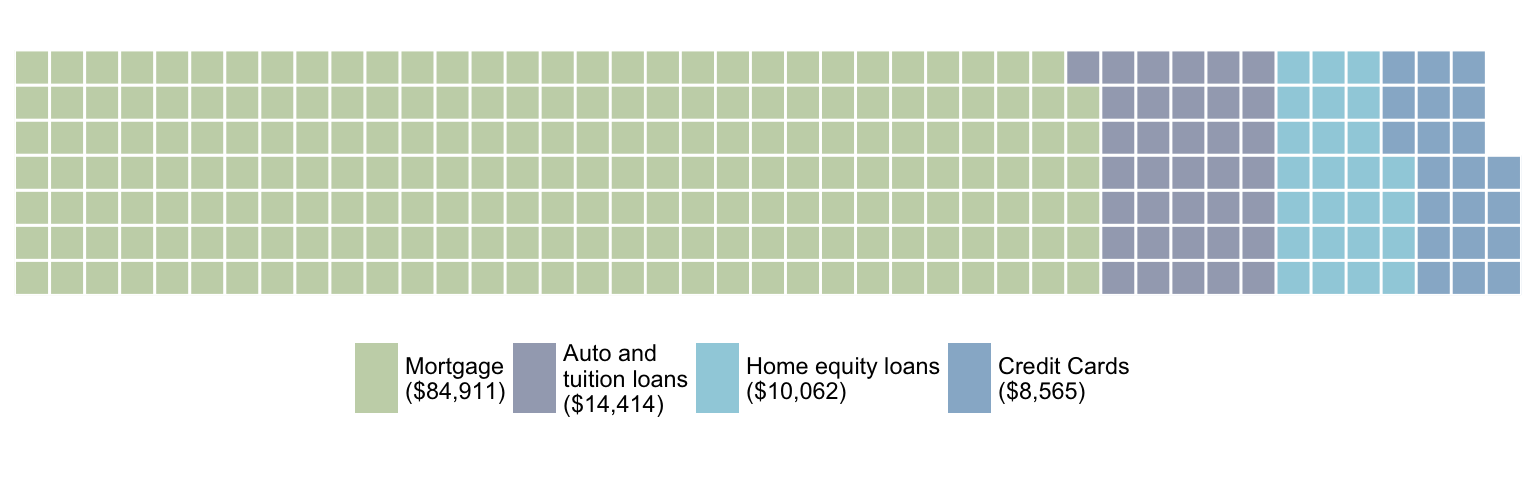 Mortgage
($84,911)
Auto and
tuition loans
($14,414)
Home equity loans
($10,062)
Credit Cards
($8,565)